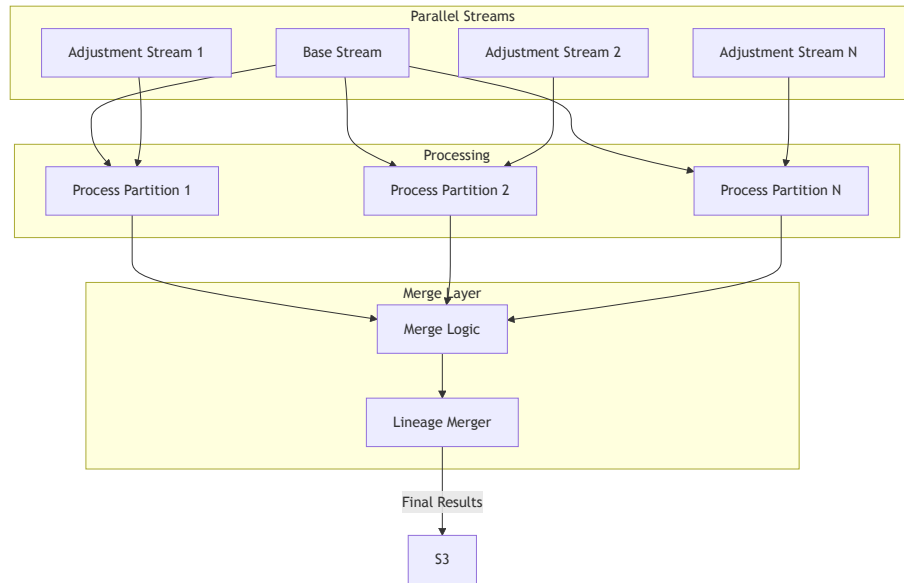 Parallel Streams
Adjustment Stream 1
Base Stream
Adjustment Stream 2
Adjustment Stream N
Processing
Process Partition 1
Process Partition 2
Process Partition N
Merge Layer
Merge Logic
Lineage Merger
Final Results
S3